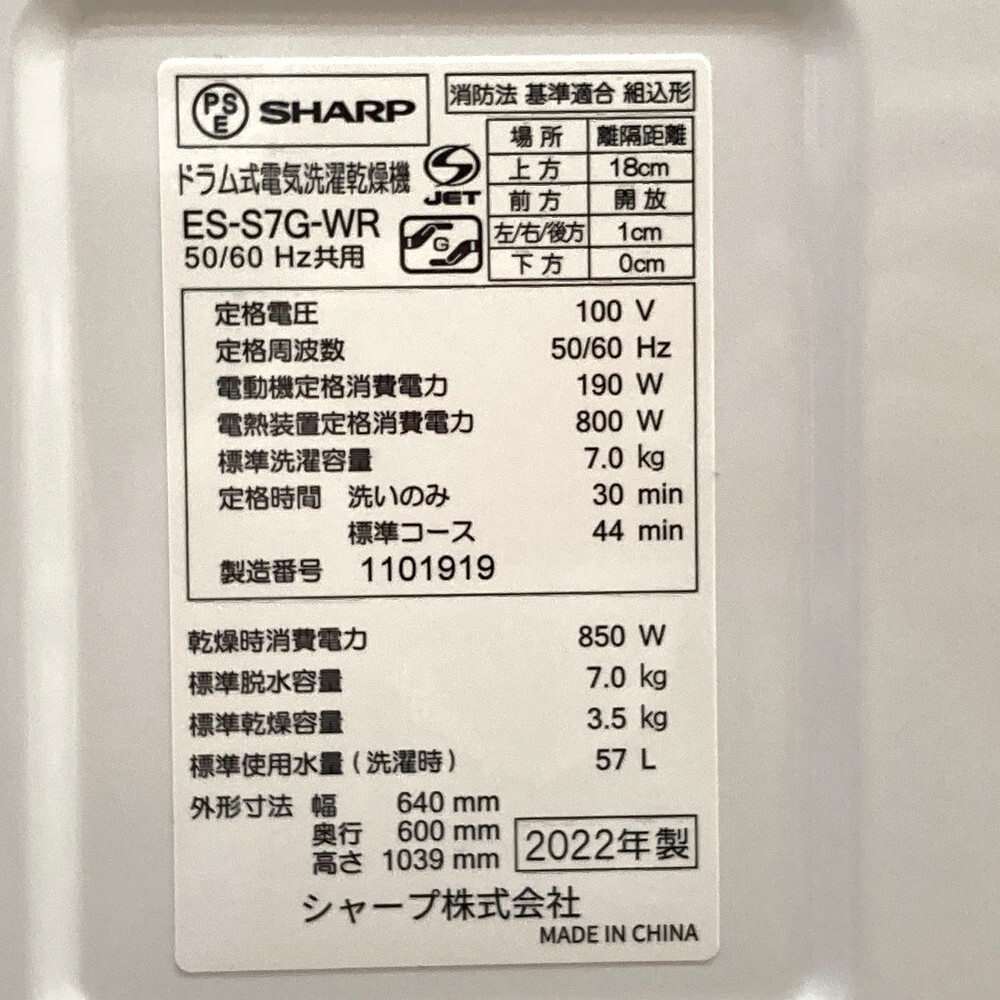 PSE SHARP
消防法 基準適合 組込形
場所 離隔距離
上方 18cm
前方 開放
左/右/後方 1cm
下方 0cm
ドラム式電気洗濯乾燥機
S JET
ES-S7G-WR
G
50/60 Hz共用
定格電圧 100 V
定格周波数 50/60 Hz
電動機定格消費電力 190 W
電熱装置定格消費電力 800 W
標準洗濯容量 7.0 kg
定格時間 洗いのみ 30 min
標準コース 44 min
製造番号 1101919
乾燥時消費電力 850 W
標準脱水容量 7.0 kg
標準乾燥容量 3.5 kg
標準使用水量(洗濯時) 57 L
外形寸法 幅 640 mm
奥行 600 mm
高さ 1039 mm
2022年製
シャープ株式会社
MADE IN CHINA